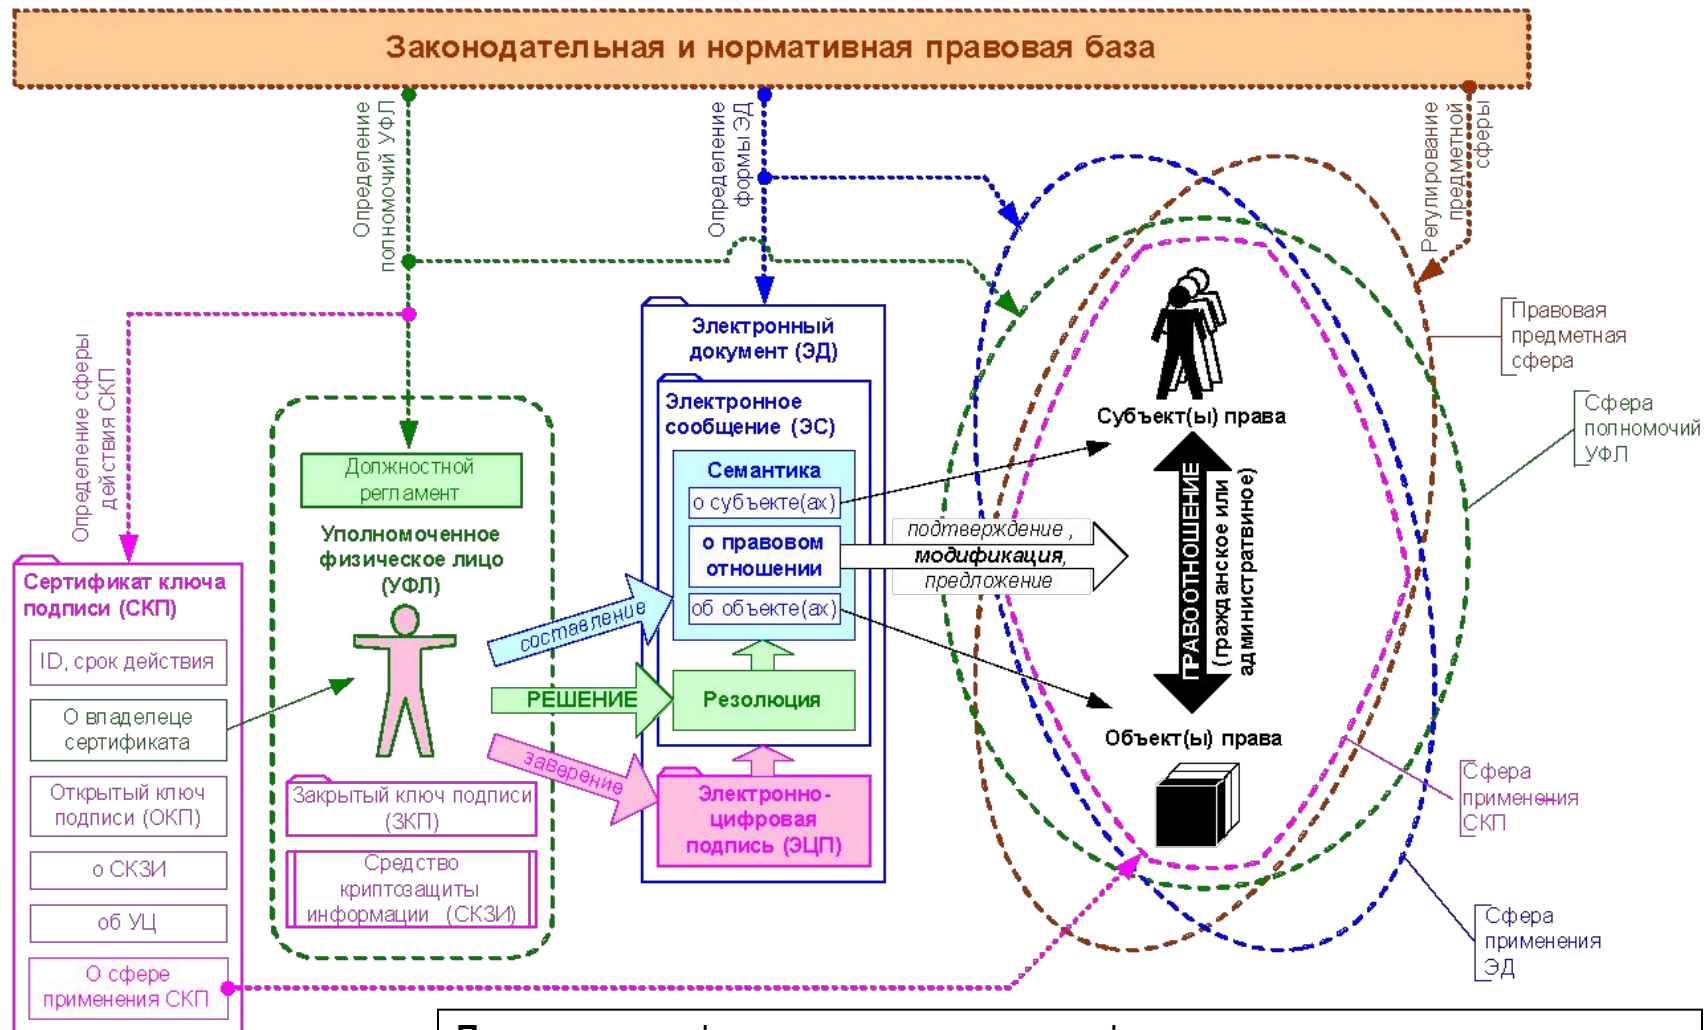 Законодательная и нормативная правовая база
Определение
полномочий УФЛ
Определение
формы ЭД
Регулирование
предметной
сферы
Определение сферы
действия СКП
Должностной
регламент
Уполномоченное
физическое лицо
(УФЛ)
Сертификат ключа
подписи (СКП)
ID, срок действия
О владелеце
сертификата
Открытый ключ
подписи (ОКП)
о СКЗИ
об УЦ
О сфере
применения СКП
Закрытый ключ подписи
(ЗКП)
Средство
криптозащиты
информации (СКЗИ)
составление
РЕШЕНИЕ
заверение
Электронный
документ (ЭД)
Электронное
сообщение (ЭС)
Семантика
о субъекте(ах)
о правовом
отношении
об объекте(ах)
Резолюция
Электронно-
цифровая
подпись (ЭЦП)
подтверждение ,
модификация,
предложение
Субъект(ы) права
ПРАВООТНОШЕНИЕ
(гражданское или
административное)
Объект(ы) права
Правовая
предметная
сфера
Сфера
полномочий
УФЛ
Сфера
применения
СКП
Сфера
применения
ЭД